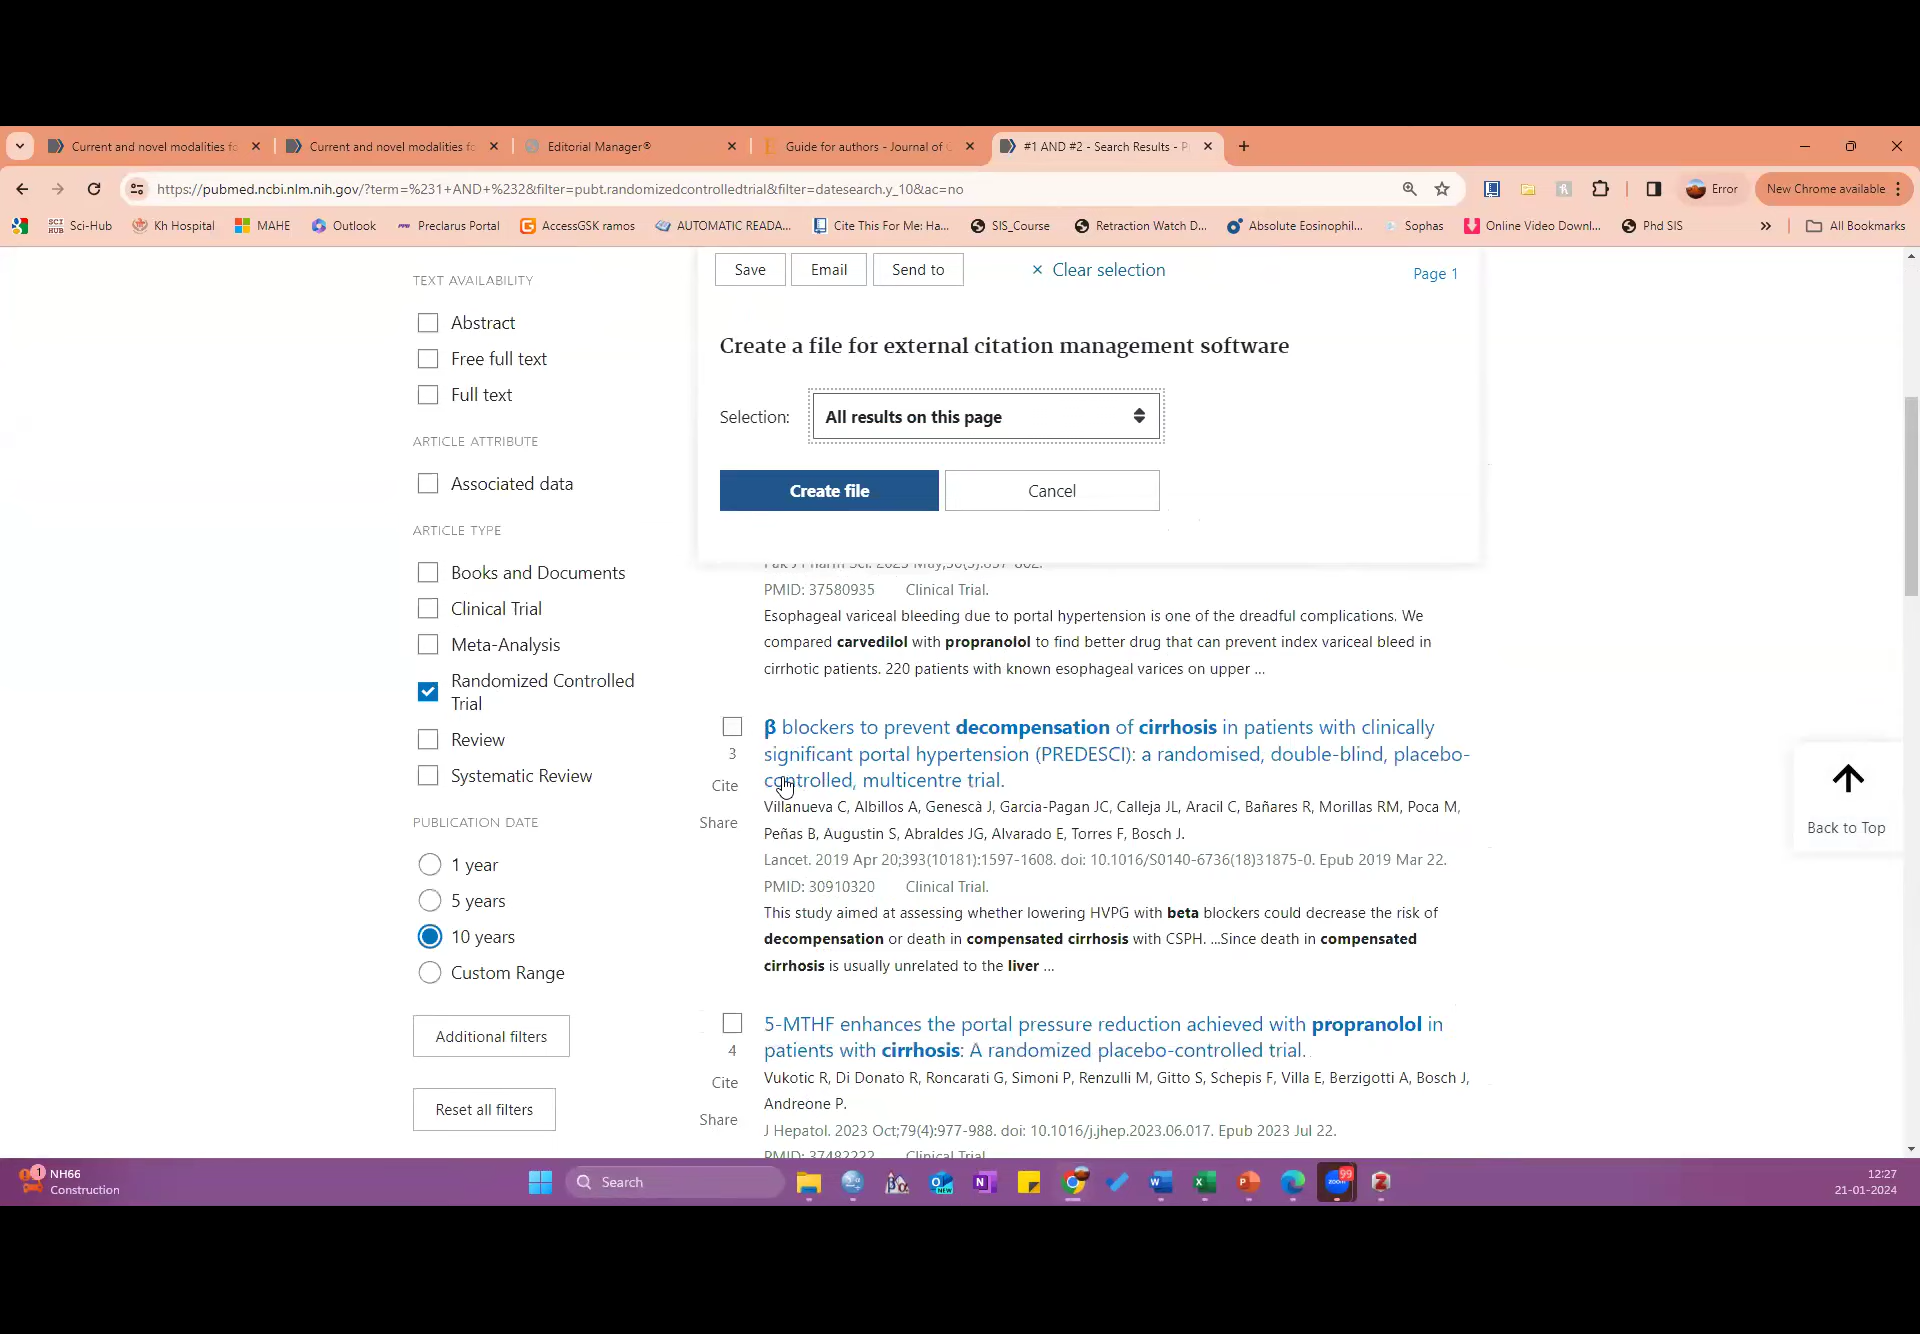 Current and novel modalities fo
Current and novel modalities fo
Editorial Manager®
Guide for authors - Journal of C
#1 AND #2 - Search Results - P
https://pubmed.ncbi.nlm.nih.gov/?term=%231+AND+%232&filter=pubt.randomizedcontrolledtrial&filter=datesearch.y_10&ac=no
Error
New Chrome available
SCI HUB
Sci-Hub
Kh Hospital
MAHE
Outlook
Preclarus Portal
AccessGSK ramos
AUTOMATIC READA...
Cite This For Me: Ha...
SIS_Course
Retraction Watch D...
Absolute Eosinophil...
Sophas
Online Video Downl...
Phd SIS
All Bookmarks
TEXT AVAILABILITY
Abstract
Free full text
Full text
ARTICLE ATTRIBUTE
Associated data
ARTICLE TYPE
Books and Documents
Clinical Trial
Meta-Analysis
Randomized Controlled
Trial
Review
Systematic Review
PUBLICATION DATE
1 year
5 years
10 years
Custom Range
Additional filters
Reset all filters
Save
Email
Send to
× Clear selection
Page 1
Create a file for external citation management software
Selection:
All results on this page
Create file
Cancel
PMID: 37580935 Clinical Trial.
Esophageal variceal bleeding due to portal hypertension is one of the dreadful complications. We
compared carvedilol with propranolol to find better drug that can prevent index variceal bleed in
cirrhotic patients. 220 patients with known esophageal varices on upper ...
3
Cite
Share
β blockers to prevent decompensation of cirrhosis in patients with clinically
significant portal hypertension (PREDESCI): a randomised, double-blind, placebo-
controlled, multicentre trial.
Villanueva C, Albillos A, Genescà J, Garcia-Pagan JC, Calleja JL, Aracil C, Bañares R, Morillas RM, Poca M,
Peñas B, Augustin S, Abraldes JG, Alvarado E, Torres F, Bosch J.
Lancet. 2019 Apr 20;393(10181):1597-1608. doi: 10.1016/S0140-6736(18)31875-0. Epub 2019 Mar 22.
PMID: 30910320 Clinical Trial.
This study aimed at assessing whether lowering HVPG with beta blockers could decrease the risk of
decompensation or death in compensated cirrhosis with CSPH. ...Since death in compensated
cirrhosis is usually unrelated to the liver ...
4
Cite
Share
5-MTHF enhances the portal pressure reduction achieved with propranolol in
patients with cirrhosis: A randomized placebo-controlled trial.
Vukotic R, Di Donato R, Roncarati G, Simoni P, Renzulli M, Gitto S, Schepis F, Villa E, Berzigotti A, Bosch J,
Andreone P.
J Hepatol. 2023 Oct;79(4):977-988. doi: 10.1016/j.jhep.2023.06.017. Epub 2023 Jul 22.
PMID: 37482222 Clinical Trial.
Back to Top
1
NH66
Construction
Search
NEW
99
zoom
12:27
21-01-2024